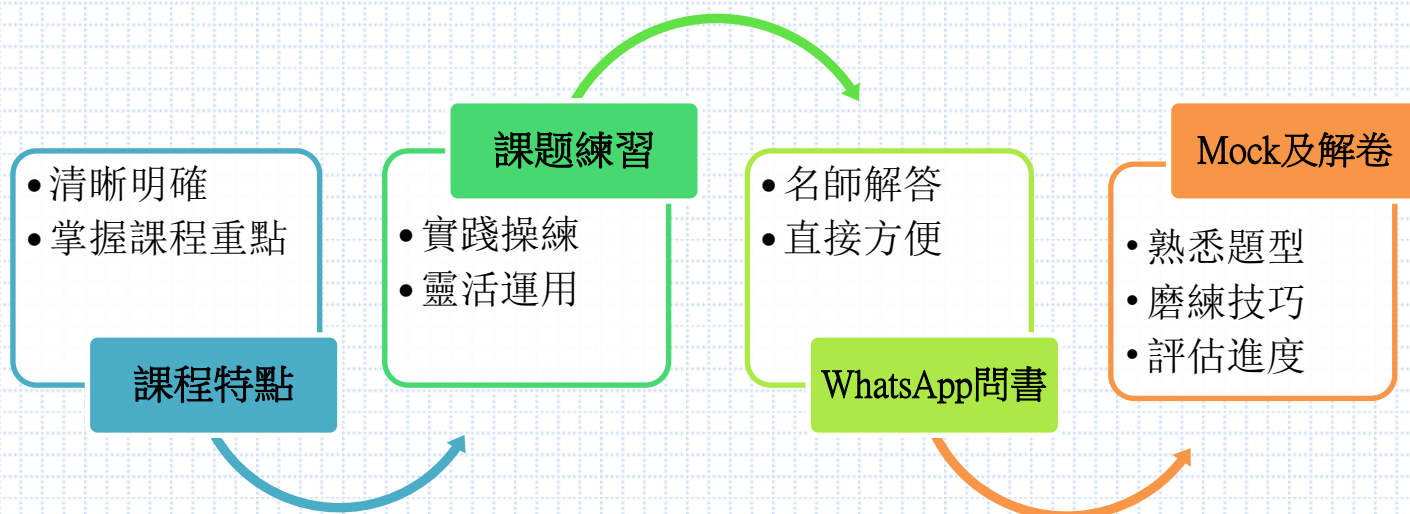 • 清晰明確
• 掌握課程重點
課程特點
課題練習
• 實踐操練
• 靈活運用
• 名師解答
• 直接方便
WhatsApp問書
Mock及解卷
• 熟悉題型
• 磨練技巧
• 評估進度